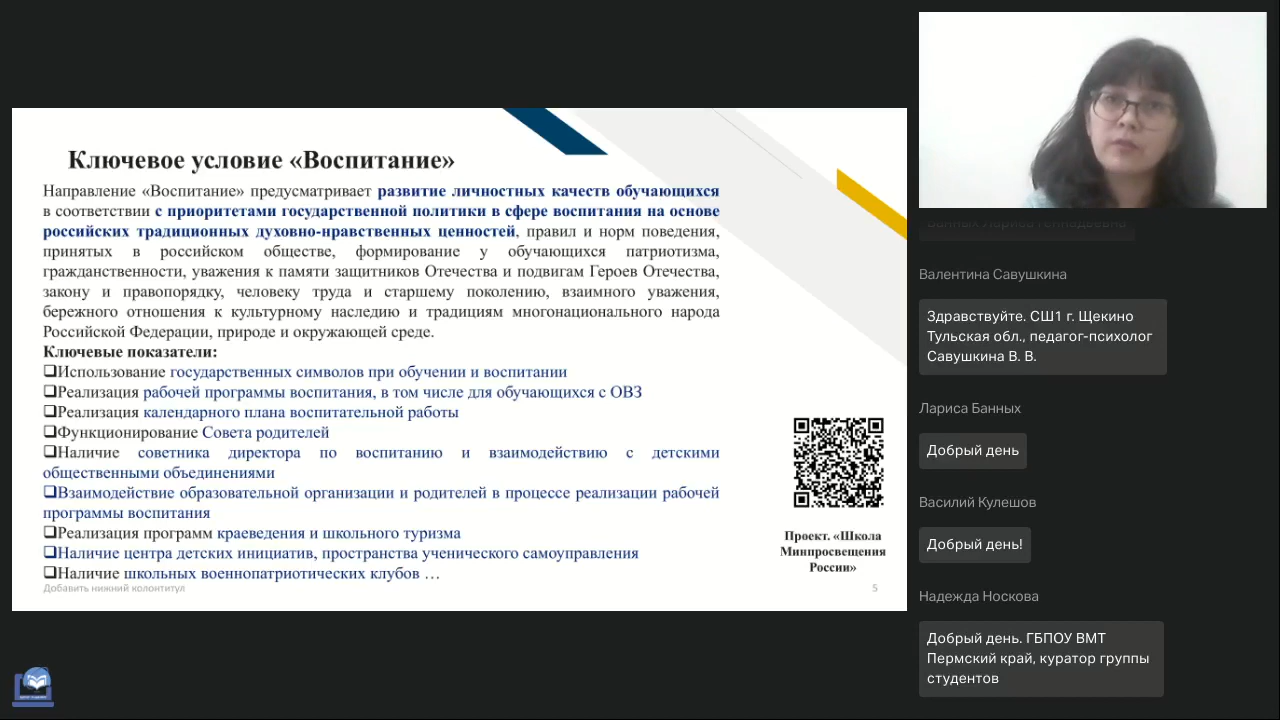 Ключевое условие «Воспитание»
Направление «Воспитание» предусматривает развитие личностных качеств обучающихся
в соответствии с приоритетами государственной политики в сфере воспитания на основе
российских традиционных духовно-нравственных ценностей, правил и норм поведения,
принятых в российском обществе, формирование у обучающихся патриотизма,
гражданственности, уважения к памяти защитников Отечества и подвигам Героев Отечества,
закону и правопорядку, человеку труда и старшему поколению, взаимного уважения,
бережного отношения к культурному наследию и традициям многонационального народа
Российской Федерации, природе и окружающей среде.
Ключевые показатели:
❑Использование государственных символов при обучении и воспитании
❑Реализация рабочей программы воспитания, в том числе для обучающихся с ОВЗ
❑Реализация календарного плана воспитательной работы
❑Функционирование Совета родителей
❑Наличие советника директора по воспитанию и взаимодействию с детскими
общественными объединениями
❑Взаимодействие образовательной организации и родителей в процессе реализации рабочей
программы воспитания
❑Реализация программ краеведения и школьного туризма
❑Наличие центра детских инициатив, пространства ученического самоуправления
❑Наличие школьных военнопатриотических клубов …
Добавить нижний колонтитул
5
Проект. «Школа
Минпросвещения
России»
Валентина Савушкина
Здравствуйте. СШ1 г. Щекино
Тульская обл., педагог-психолог
Савушкина В. В.
Лариса Банных
Добрый день
Василий Кулешов
Добрый день!
Надежда Носкова
Добрый день. ГБПОУ ВМТ
Пермский край, куратор группы
студентов